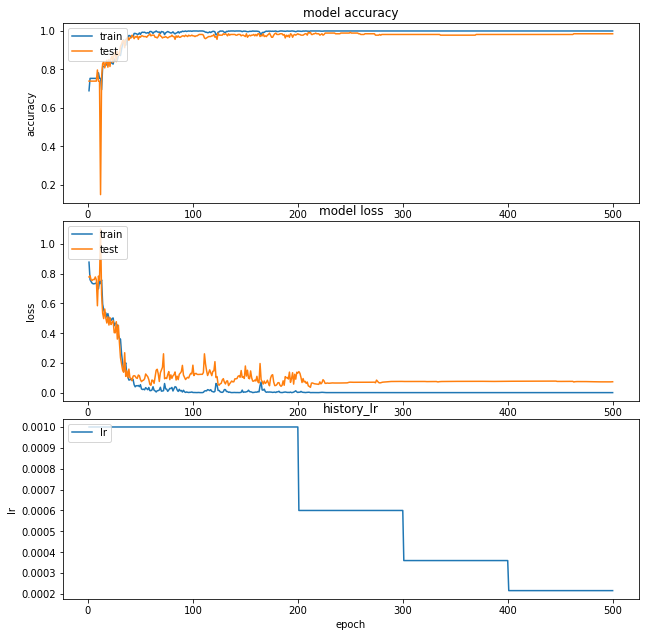 model accuracy
train
test
accuracy
1.0
0.8
0.6
0.4
0.2
0 100 200 300 400 500
model loss
train
test
loss
1.0
0.8
0.6
0.4
0.2
0.0
0 100 200 300 400 500
history_lr
lr
lr
0.0010
0.0009
0.0008
0.0007
0.0006
0.0005
0.0004
0.0003
0.0002
0 100 200 300 400 500
epoch